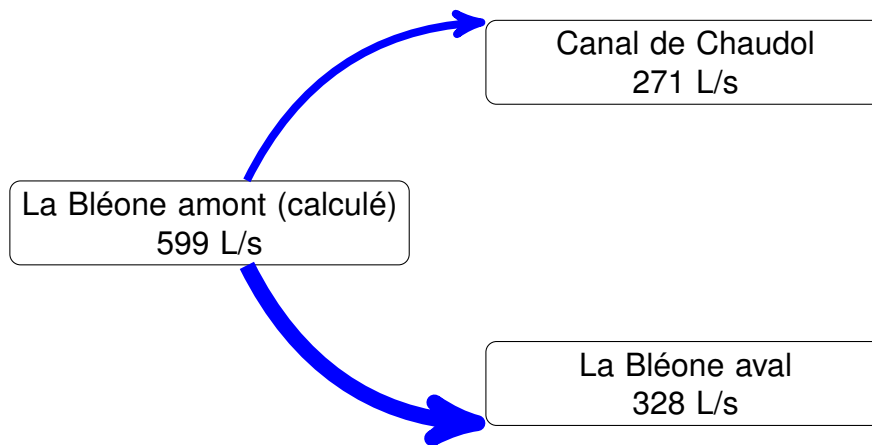 Canal de Chaudol
271 L/s
La Bléone amont (calculé)
599 L/s
La Bléone aval
328 L/s